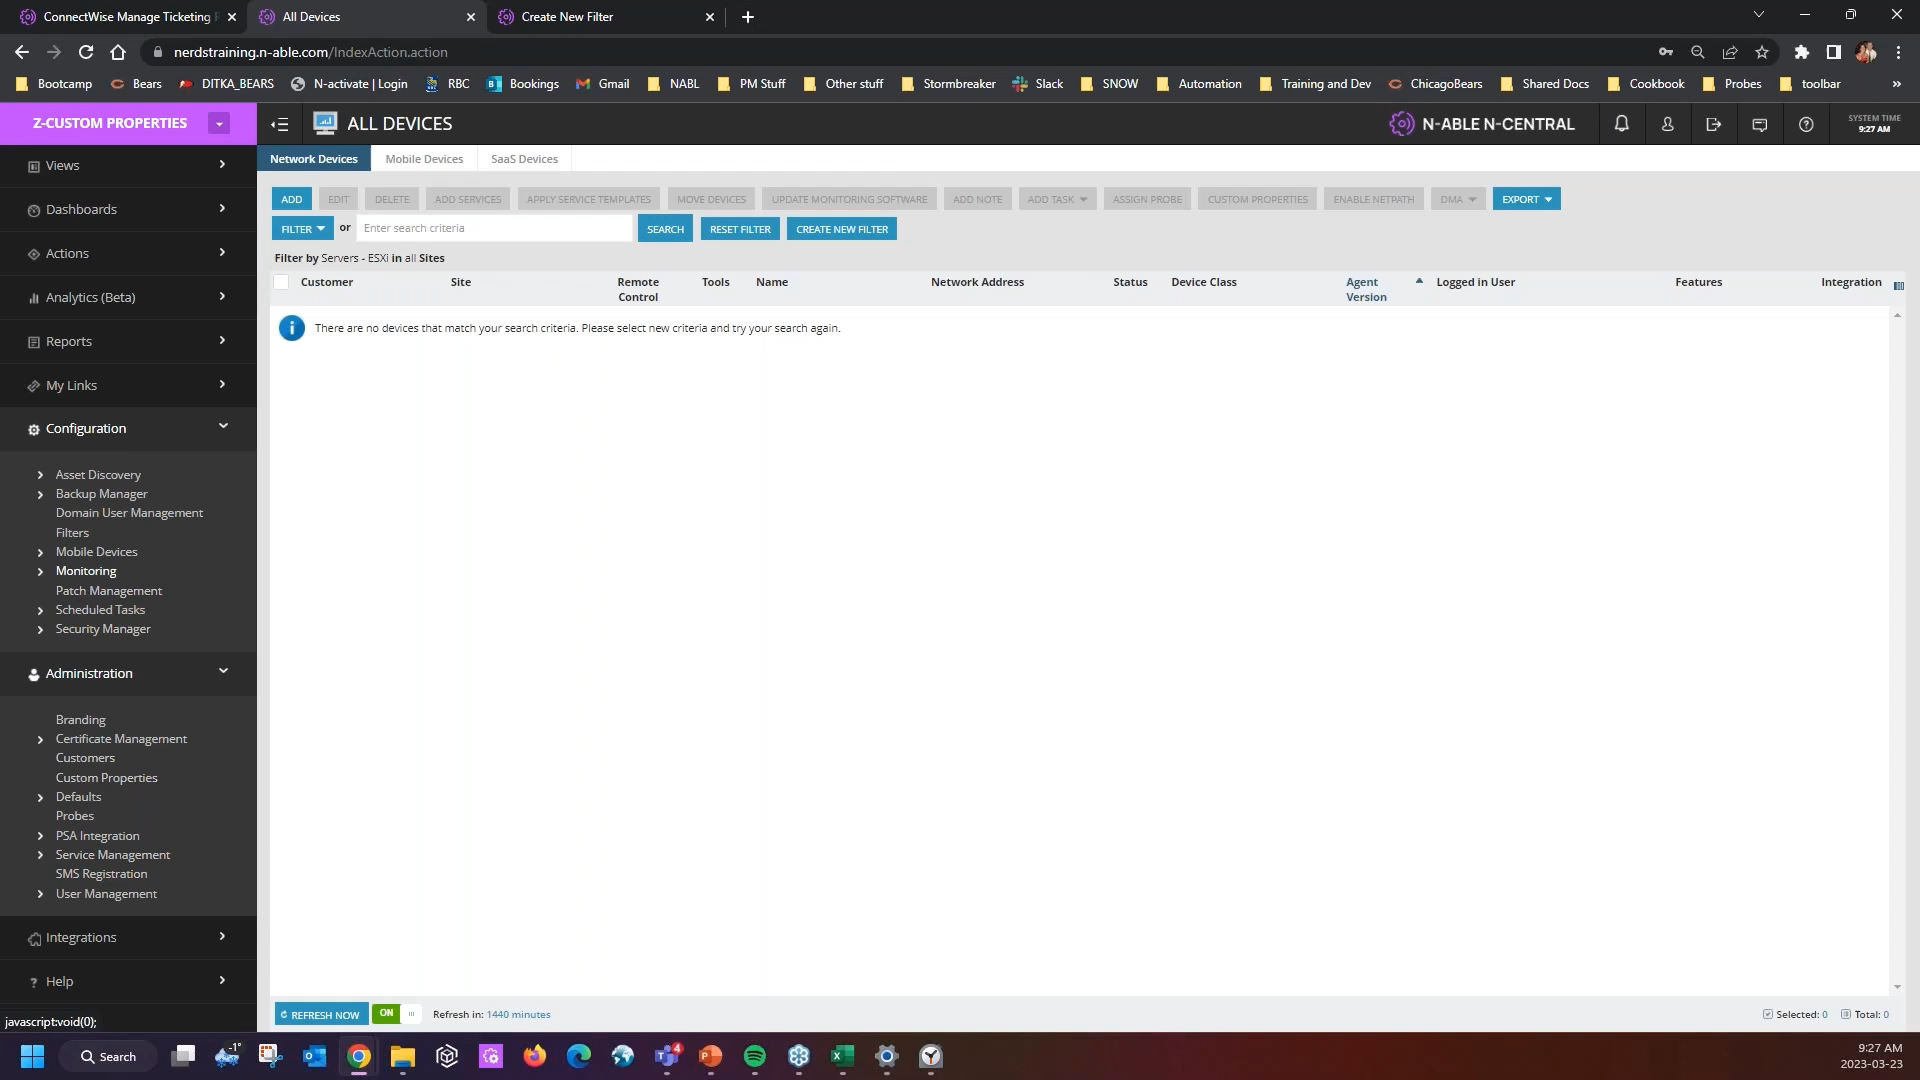 ConnectWise Manage Ticketing
All Devices
Create New Filter
nerdstraining.n-able.com/IndexAction.action
Bootcamp
Bears
DITKA_BEARS
N-activate | Login
RBC
Bookings
Gmail
NABL
PM Stuff
Other stuff
Stormbreaker
Slack
SNOW
Automation
Training and Dev
ChicagoBears
Shared Docs
Cookbook
Probes
toolbar
»
Z-CUSTOM PROPERTIES
ALL DEVICES
N-ABLE N-CENTRAL
SYSTEM TIME
9:27 AM
Views
Dashboards
Actions
Analytics (Beta)
Reports
My Links
Configuration
Asset Discovery
Backup Manager
Domain User Management
Filters
Mobile Devices
Monitoring
Patch Management
Scheduled Tasks
Security Manager
Administration
Branding
Certificate Management
Customers
Custom Properties
Defaults
Probes
PSA Integration
Service Management
SMS Registration
User Management
Integrations
? Help
javascript:void(0);
Network Devices
Mobile Devices
SaaS Devices
ADD
EDIT
DELETE
ADD SERVICES
APPLY SERVICE TEMPLATES
MOVE DEVICES
UPDATE MONITORING SOFTWARE
ADD NOTE
ADD TASK
ASSIGN PROBE
CUSTOM PROPERTIES
ENABLE NETPATH
DMA
EXPORT
FILTER
or
Enter search criteria
SEARCH
RESET FILTER
CREATE NEW FILTER
Filter by Servers - ESXi in all Sites
Customer
Site
Remote Control
Tools
Name
Network Address
Status
Device Class
Agent Version
Logged in User
Features
Integration
There are no devices that match your search criteria. Please select new criteria and try your search again.
REFRESH NOW
ON
Refresh in: 1440 minutes
Selected: 0
Total: 0
Search
-1°
4
9:27 AM
2023-03-23